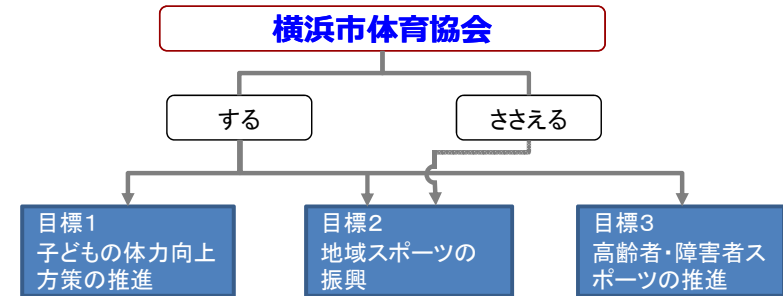 横浜市体育協会
する
ささえる
目標1
子どもの体力向上
方策の推進
目標2
地域スポーツの
振興
目標3
高齢者・障害者ス
ポーツの推進